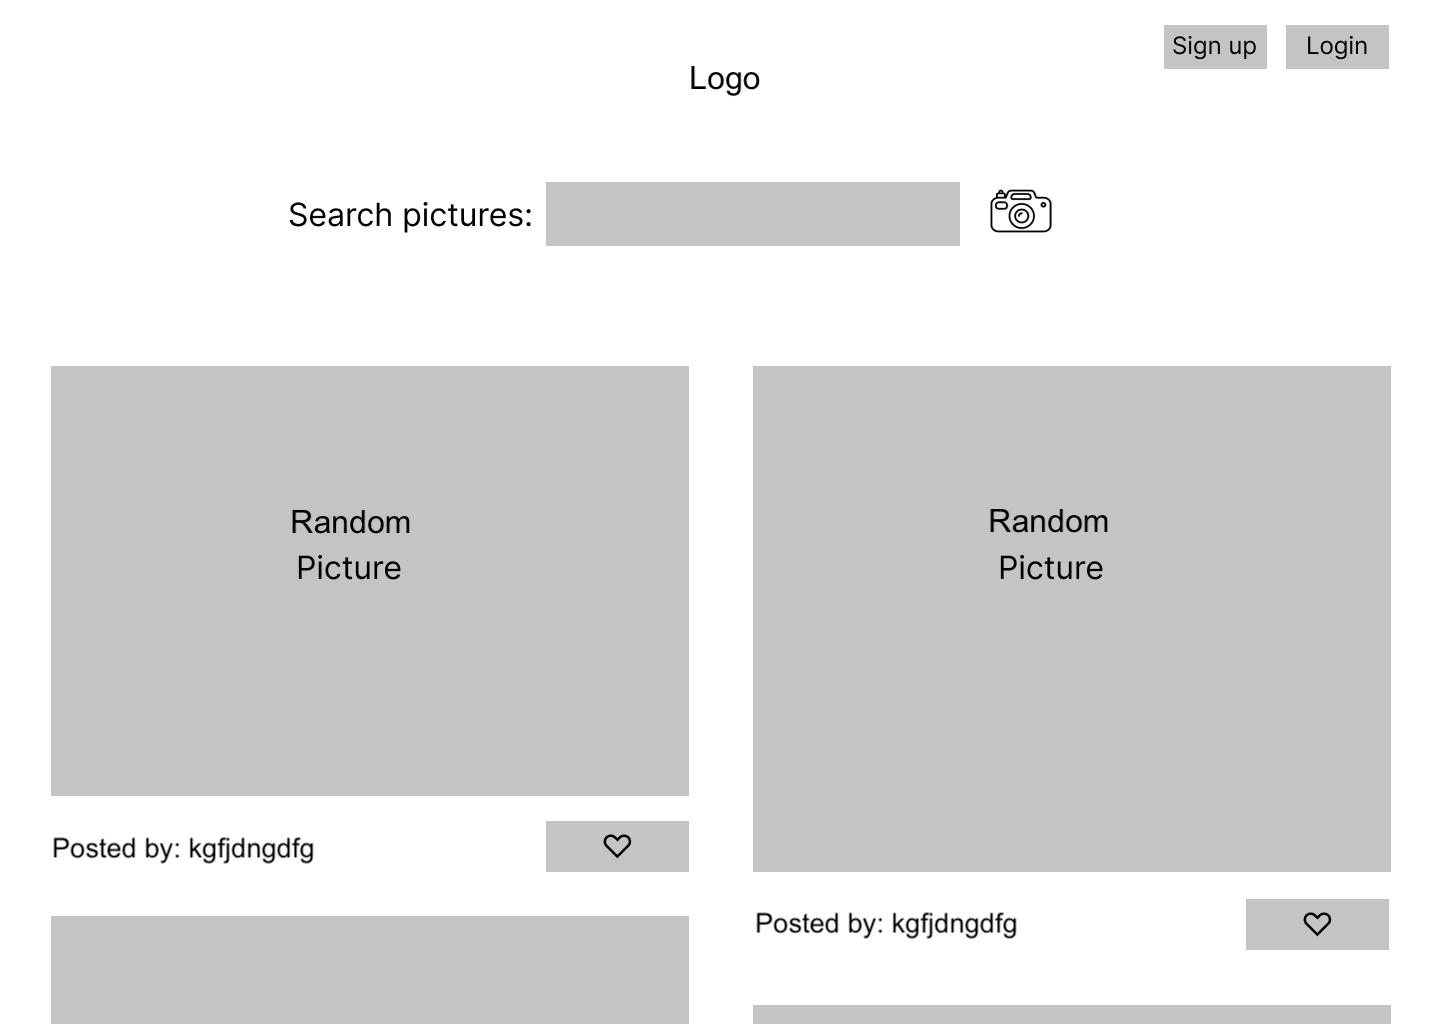 Sign up
Login
Logo
Search pictures:
Random
Picture
Random
Picture
Posted by: kgfjdngdfg
Posted by: kgfjdngdfg